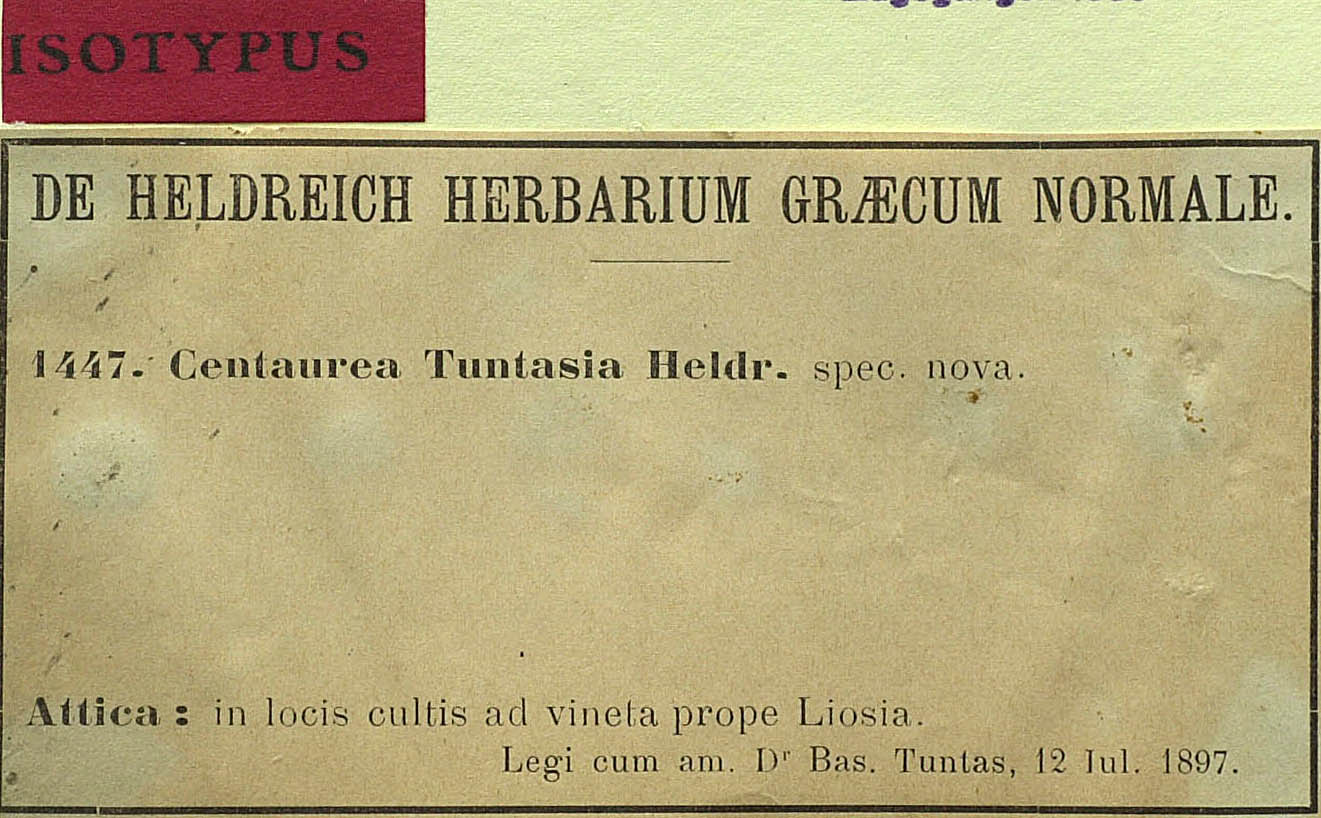 ISOTYPUS
DE HELDREICH HERBARIUM GRÆCUM NORMALE.
1447. Centaurea Tuntasia Heldr. spec. nova.
Attica : in locis cultis ad vineta prope Liosia.
Legi cum am. Dr Bas. Tuntas, 12 Iul. 1897.